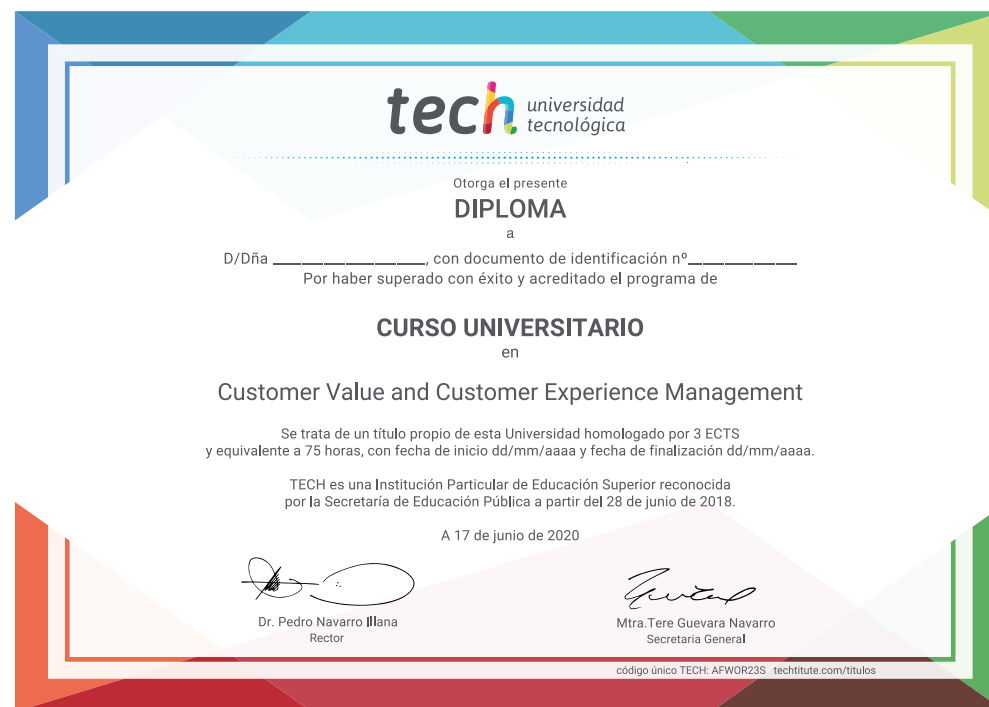 tech universidad
tecnológica
Otorga el presente
DIPLOMA
a
D/Dña ________________, con documento de identificación nº____________
Por haber superado con éxito y acreditado el programa de
CURSO UNIVERSITARIO
en
Customer Value and Customer Experience Management
Se trata de un título propio de esta Universidad homologado por 3 ECTS
y equivalente a 75 horas, con fecha de inicio dd/mm/aaaa y fecha de finalización dd/mm/aaaa.
TECH es una Institución Particular de Educación Superior reconocida
por la Secretaría de Educación Pública a partir del 28 de junio de 2018.
A 17 de junio de 2020
Dr. Pedro Navarro Illana
Rector
Mtra.Tere Guevara Navarro
Secretaria General
código único TECH: AFWOR23S techtitute.com/titulos